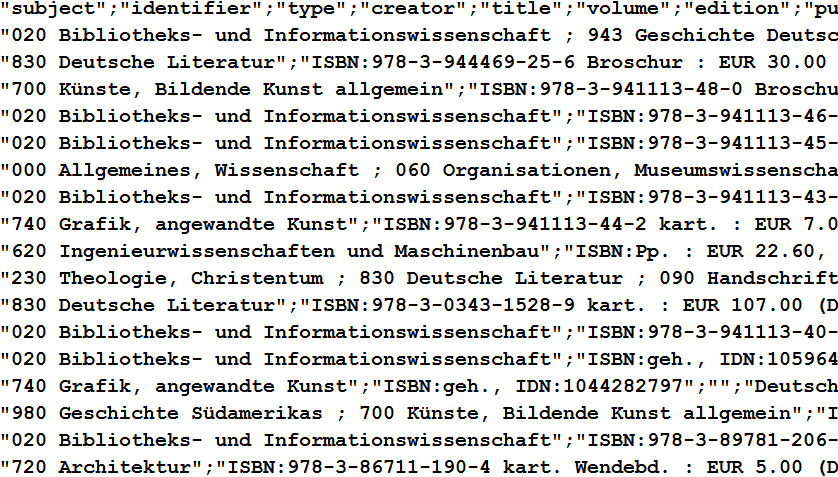 "subject";"identifier";"type";"creator";"title";"volume";"edition";"pu
"020 Bibliotheks- und Informationswissenschaft ; 943 Geschichte Deutsc
"830 Deutsche Literatur";"ISBN:978-3-944469-25-6 Broschur : EUR 30.00
"700 Künste, Bildende Kunst allgemein";"ISBN:978-3-941113-48-0 Broschu
"020 Bibliotheks- und Informationswissenschaft";"ISBN:978-3-941113-46-
"020 Bibliotheks- und Informationswissenschaft";"ISBN:978-3-941113-45-
"000 Allgemeines, Wissenschaft ; 060 Organisationen, Museumswissenscha
"020 Bibliotheks- und Informationswissenschaft";"ISBN:978-3-941113-43-
"740 Grafik, angewandte Kunst";"ISBN:978-3-941113-44-2 kart. : EUR 7.0
"620 Ingenieurwissenschaften und Maschinenbau";"ISBN:Pp. : EUR 22.60,
"230 Theologie, Christentum ; 830 Deutsche Literatur ; 090 Handschrift
"830 Deutsche Literatur";"ISBN:978-3-0343-1528-9 kart. : EUR 107.00 (D
"020 Bibliotheks- und Informationswissenschaft";"ISBN:978-3-941113-40-
"020 Bibliotheks- und Informationswissenschaft";"ISBN:geh., IDN:105964
"740 Grafik, angewandte Kunst";"ISBN:geh., IDN:1044282797";"";"Deutsch
"980 Geschichte Südamerikas ; 700 Künste, Bildende Kunst allgemein";"I
"020 Bibliotheks- und Informationswissenschaft";"ISBN:978-3-89781-206-
"720 Architektur";"ISBN:978-3-86711-190-4 kart. Wendebd. : EUR 5.00 (D